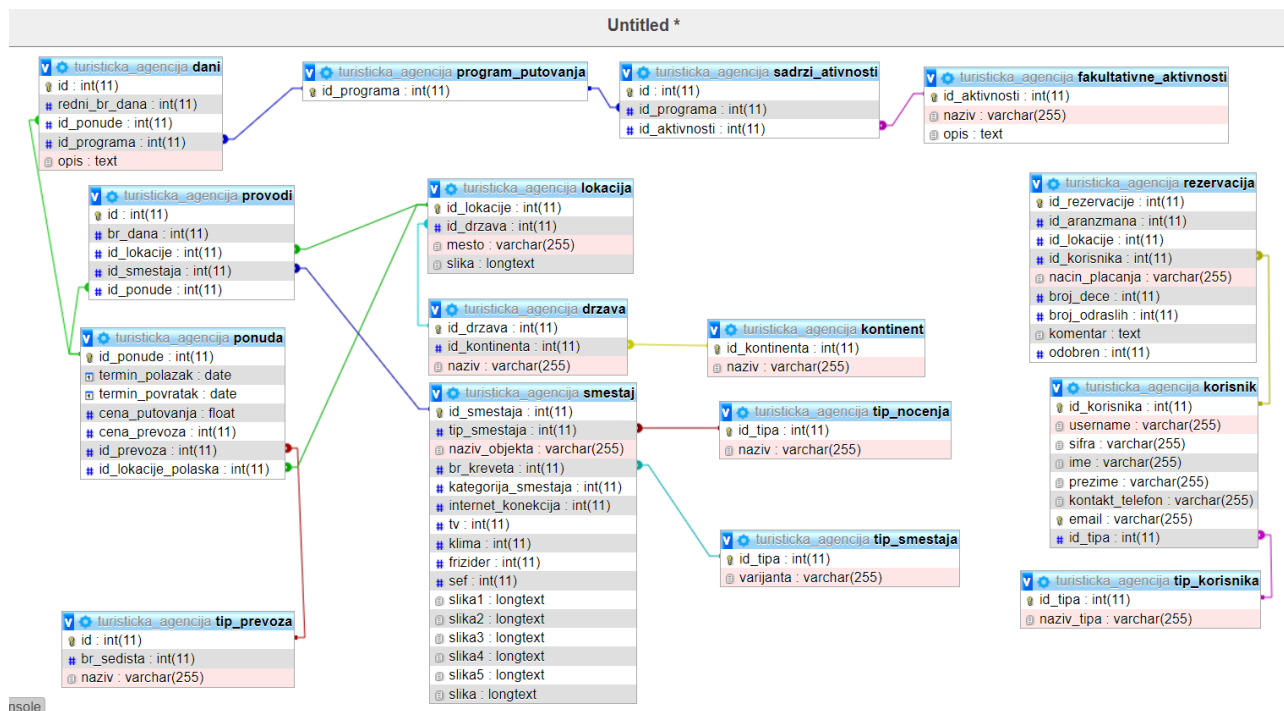 Untitled *
turisticka_agencija dani
id : int(11)
redni_br_dana : int(11)
id_ponude : int(11)
id_programa : int(11)
opis : text
turisticka_agencija program_putovanja
id_programa : int(11)
turisticka_agencija sadrzi_ativnosti
id : int(11)
id_programa : int(11)
id_aktivnosti : int(11)
turisticka_agencija fakultativne_aktivnosti
id_aktivnosti : int(11)
naziv : varchar(255)
opis : text
turisticka_agencija provodi
id : int(11)
br_dana : int(11)
id_lokacije : int(11)
id_smestaja : int(11)
id_ponude : int(11)
turisticka_agencija lokacija
id_lokacije : int(11)
id_drzava : int(11)
mesto : varchar(255)
slika : longtext
turisticka_agencija rezervacija
id_rezervacije : int(11)
id_aranzmana : int(11)
id_lokacije : int(11)
id_korisnika : int(11)
nacin_placanja : varchar(255)
broj_dece : int(11)
broj_odraslih : int(11)
komentar : text
odobren : int(11)
turisticka_agencija drzava
id_drzava : int(11)
id_kontinenta : int(11)
naziv : varchar(255)
turisticka_agencija kontinent
id_kontinenta : int(11)
naziv : varchar(255)
turisticka_agencija ponuda
id_ponude : int(11)
termin_polazak : date
termin_povratak : date
cena_putovanja : float
cena_prevoza : int(11)
id_prevoza : int(11)
id_lokacije_polaska : int(11)
turisticka_agencija smestaj
id_smestaja : int(11)
tip_smestaja : int(11)
naziv_objekta : varchar(255)
br_kreveta : int(11)
kategorija_smestaja : int(11)
internet_konekcija : int(11)
tv : int(11)
klima : int(11)
frizider : int(11)
sef : int(11)
slika1 : longtext
slika2 : longtext
slika3 : longtext
slika4 : longtext
slika5 : longtext
slika : longtext
turisticka_agencija tip_nocenja
id_tipa : int(11)
naziv : varchar(255)
turisticka_agencija korisnik
id_korisnika : int(11)
username : varchar(255)
sifra : varchar(255)
ime : varchar(255)
prezime : varchar(255)
kontakt_telefon : varchar(255)
email : varchar(255)
id_tipa : int(11)
turisticka_agencija tip_smestaja
id_tipa : int(11)
varijanta : varchar(255)
turisticka_agencija tip_korisnika
id_tipa : int(11)
naziv_tipa : varchar(255)
turisticka_agencija tip_prevoza
id : int(11)
br_sedista : int(11)
naziv : varchar(255)
nsole